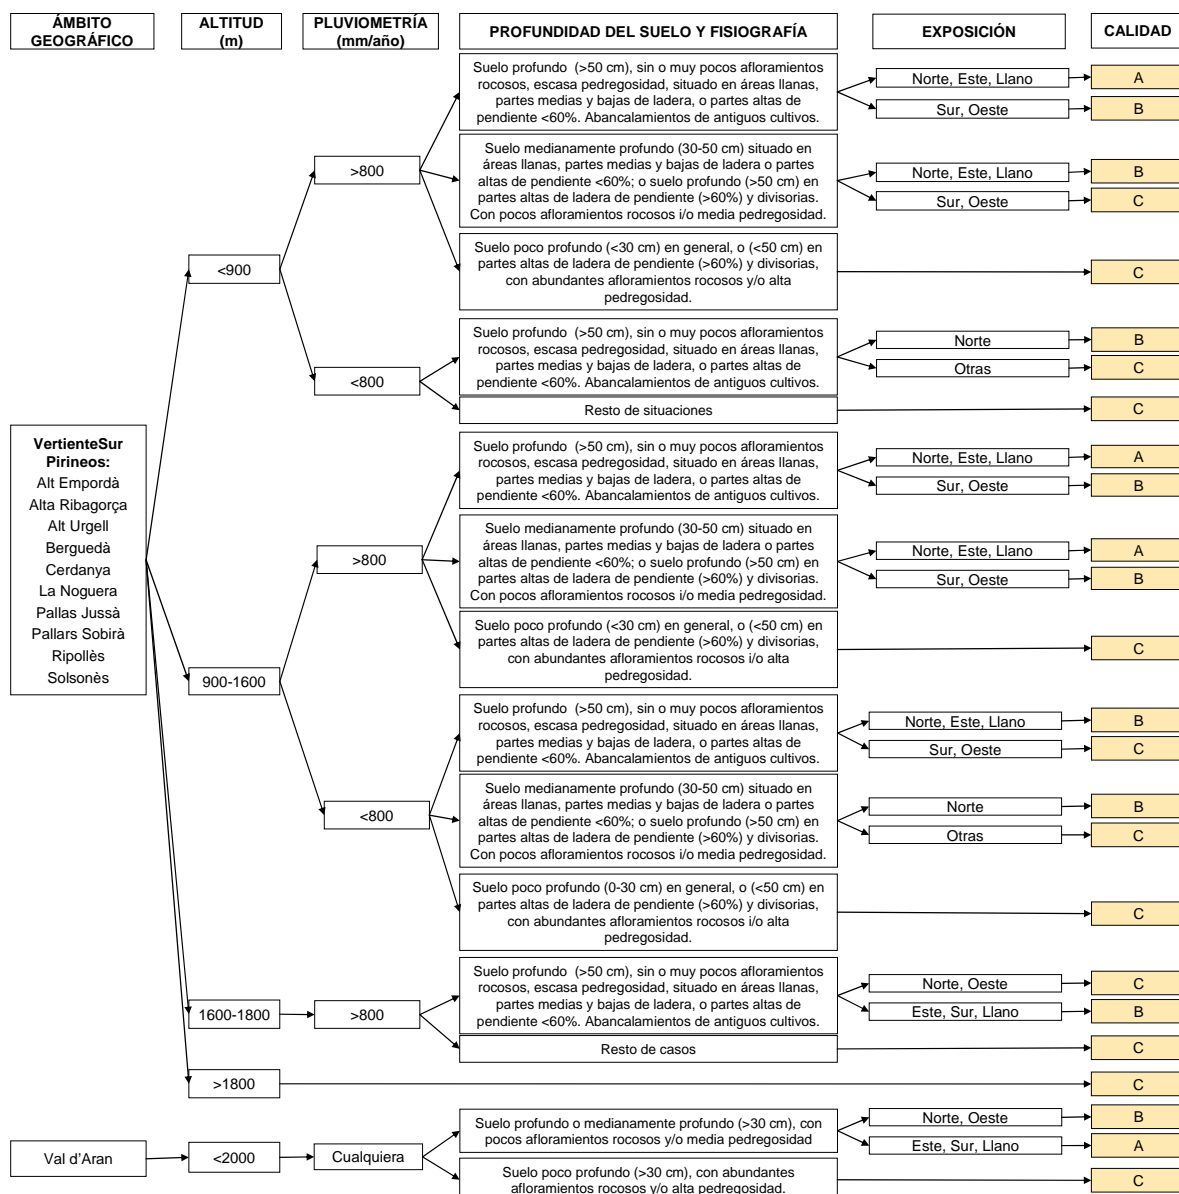 ÁMBITO
GEOGRÁFICO
ALTITUD
(m)
PLUVIOMETRÍA
(mm/año)
PROFUNDIDAD DEL SUELO Y FISIOGRAFÍA
EXPOSICIÓN
CALIDAD
VertienteSur
Pirineos:
Alt Empordà
Alta Ribagorça
Alt Urgell
Berguedà
Cerdanya
La Noguera
Pallas Jussà
Pallars Sobirà
Ripollès
Solsonès
<900
>800
Suelo profundo (>50 cm), sin o muy pocos afloramientos
rocosos, escasa pedregosidad, situado en áreas llanas,
partes medias y bajas de ladera, o partes altas de
pendiente <60%. Abancalamientos de antiguos cultivos.
Norte, Este, Llano
A
Sur, Oeste
B
Suelo medianamente profundo (30-50 cm) situado en
áreas llanas, partes medias y bajas de ladera o partes
altas de pendiente <60%; o suelo profundo (>50 cm) en
partes altas de ladera de pendiente (>60%) y divisorias.
Con pocos afloramientos rocosos i/o media pedregosidad.
Norte, Este, Llano
B
Sur, Oeste
C
Suelo poco profundo (<30 cm) en general, o (<50 cm) en
partes altas de ladera de pendiente (>60%) y divisorias,
con abundantes afloramientos rocosos y/o alta
pedregosidad.
C
<800
Suelo profundo (>50 cm), sin o muy pocos afloramientos
rocosos, escasa pedregosidad, situado en áreas llanas,
partes medias y bajas de ladera, o partes altas de
pendiente <60%. Abancalamientos de antiguos cultivos.
Norte
B
Otras
C
Resto de situaciones
C
900-1600
>800
Suelo profundo (>50 cm), sin o muy pocos afloramientos
rocosos, escasa pedregosidad, situado en áreas llanas,
partes medias y bajas de ladera, o partes altas de
pendiente <60%. Abancalamientos de antiguos cultivos.
Norte, Este, Llano
A
Sur, Oeste
B
Suelo medianamente profundo (30-50 cm) situado en
áreas llanas, partes medias y bajas de ladera o partes
altas de pendiente <60%; o suelo profundo (>50 cm) en
partes altas de ladera de pendiente (>60%) y divisorias.
Con pocos afloramientos rocosos i/o media pedregosidad.
Norte, Este, Llano
A
Sur, Oeste
B
Suelo poco profundo (<30 cm) en general, o (<50 cm) en
partes altas de ladera de pendiente (>60%) y divisorias,
con abundantes afloramientos rocosos i/o alta
pedregosidad.
C
<800
Suelo profundo (>50 cm), sin o muy pocos afloramientos
rocosos, escasa pedregosidad, situado en áreas llanas,
partes medias y bajas de ladera, o partes altas de
pendiente <60%. Abancalamientos de antiguos cultivos.
Norte, Este, Llano
B
Sur, Oeste
C
Suelo medianamente profundo (30-50 cm) situado en
áreas llanas, partes medias y bajas de ladera o partes
altas de pendiente <60%; o suelo profundo (>50 cm) en
partes altas de ladera de pendiente (>60%) y divisorias.
Con pocos afloramientos rocosos i/o media pedregosidad.
Norte
B
Otras
C
Suelo poco profundo (0-30 cm) en general, o (<50 cm) en
partes altas de ladera de pendiente (>60%) y divisorias,
con abundantes afloramientos rocosos i/o alta
pedregosidad.
C
1600-1800
>800
Suelo profundo (>50 cm), sin o muy pocos afloramientos
rocosos, escasa pedregosidad, situado en áreas llanas,
partes medias y bajas de ladera, o partes altas de
pendiente <60%. Abancalamientos de antiguos cultivos.
Norte, Oeste
C
Este, Sur, Llano
B
Resto de casos
C
>1800
C
Val d'Aran
<2000
Cualquiera
Suelo profundo o medianamente profundo (>30 cm), con
pocos afloramientos rocosos y/o media pedregosidad
Norte, Oeste
B
Este, Sur, Llano
A
Suelo poco profundo (>30 cm), con abundantes
afloramientos rocosos y/o alta pedregosidad.
C